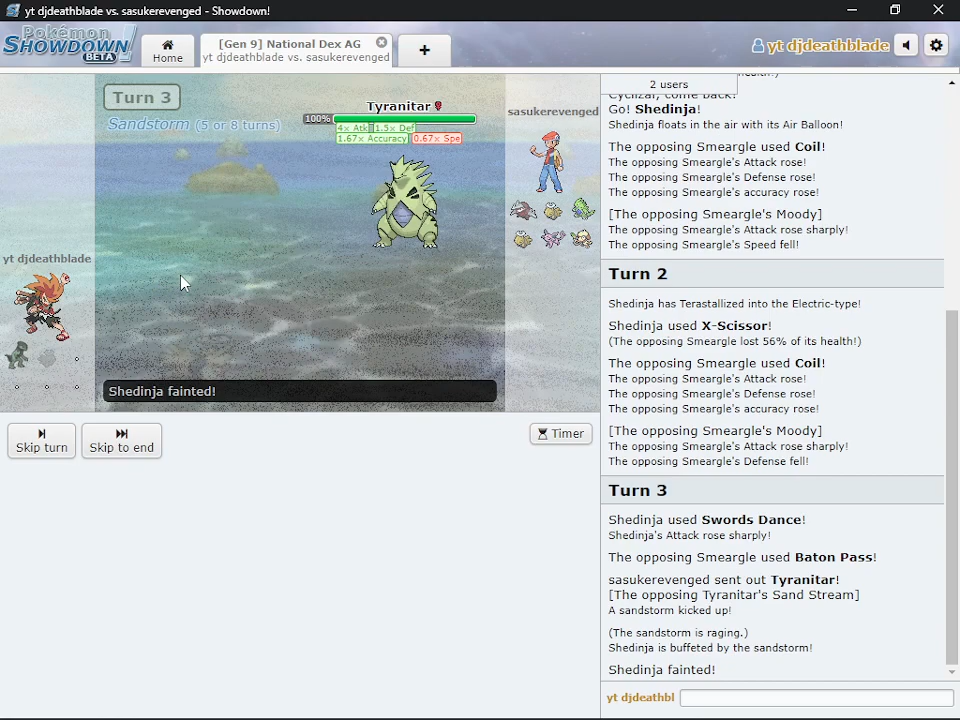 yt djdeathblade vs. sasukerevenged - Showdown!
Pokémon
SHOWDOWN!
BETA
Home
[Gen 9] National Dex AG
yt djdeathblade vs. sasukerevenged
+
yt djdeathblade
Turn 3
Sandstorm (5 or 8 turns)
Tyranitar
100%
4× Atk 1.5× Def
1.67× Accuracy 0.67× Spe
sasukerevenged
yt djdeathblade
Shedinja fainted!
Skip turn
Skip to end
Timer
2 users
Cyclizar, come back!
Go! Shedinja!
Shedinja floats in the air with its Air Balloon!
The opposing Smeargle used Coil!
The opposing Smeargle's Attack rose!
The opposing Smeargle's Defense rose!
The opposing Smeargle's accuracy rose!
[The opposing Smeargle's Moody]
The opposing Smeargle's Attack rose sharply!
The opposing Smeargle's Speed fell!
Turn 2
Shedinja has Terastallized into the Electric-type!
Shedinja used X-Scissor!
(The opposing Smeargle lost 56% of its health!)
The opposing Smeargle used Coil!
The opposing Smeargle's Attack rose!
The opposing Smeargle's Defense rose!
The opposing Smeargle's accuracy rose!
[The opposing Smeargle's Moody]
The opposing Smeargle's Attack rose sharply!
The opposing Smeargle's Defense fell!
Turn 3
Shedinja used Swords Dance!
Shedinja's Attack rose sharply!
The opposing Smeargle used Baton Pass!
sasukerevenged sent out Tyranitar!
[The opposing Tyranitar's Sand Stream]
A sandstorm kicked up!
(The sandstorm is raging.)
Shedinja is buffeted by the sandstorm!
Shedinja fainted!
yt djdeathbl